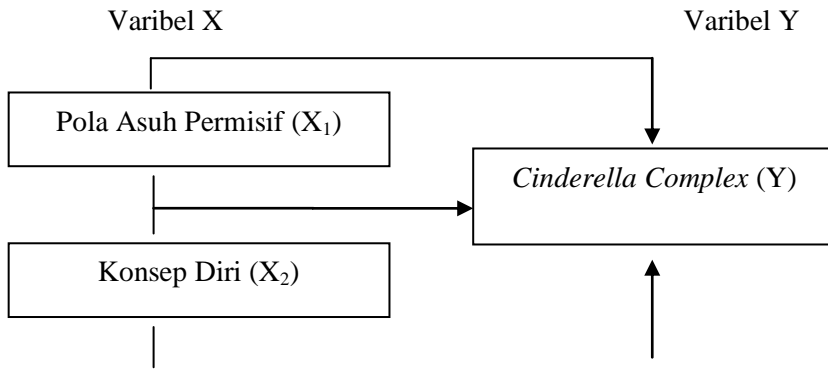 Varibel X
Varibel Y
Pola Asuh Permisif (X₁)
Cinderella Complex (Y)
Konsep Diri (X₂)